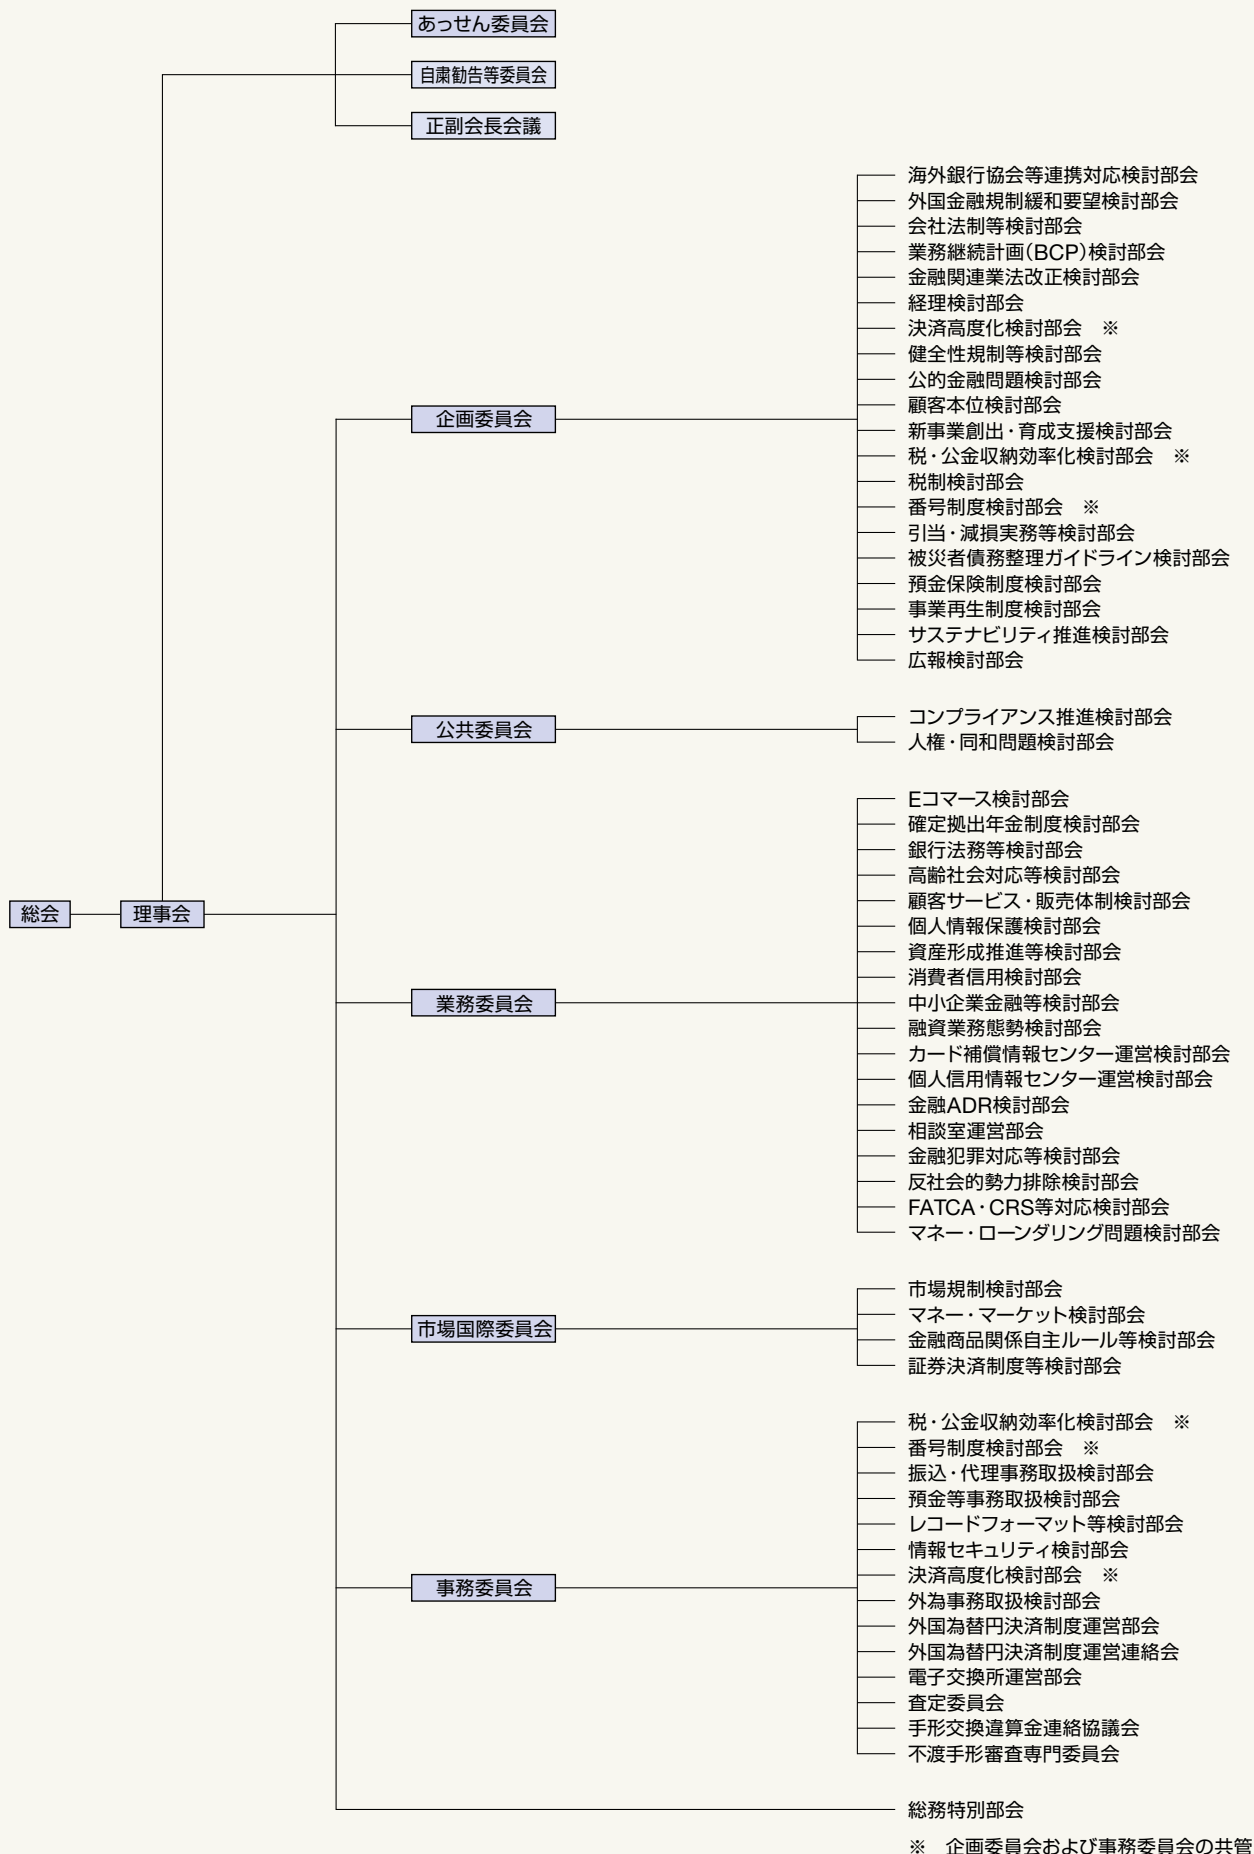 あっせん委員会
自粛勧告等委員会
正副会長会議
海外銀行協会等連携対応検討部会
外国金融規制緩和要望検討部会
会社法制等検討部会
業務継続計画(BCP)検討部会
金融関連業法改正検討部会
経理検討部会
決済高度化検討部会　※
健全性規制等検討部会
公的金融問題検討部会
顧客本位検討部会
企画委員会
新事業創出・育成支援検討部会
税・公金収納効率化検討部会　※
税制検討部会
番号制度検討部会　※
引当・減損実務等検討部会
被災者債務整理ガイドライン検討部会
預金保険制度検討部会
事業再生制度検討部会
サステナビリティ推進検討部会
広報検討部会
公共委員会
コンプライアンス推進検討部会
人権・同和問題検討部会
Eコマース検討部会
確定拠出年金制度検討部会
銀行法務等検討部会
高齢社会対応等検討部会
顧客サービス・販売体制検討部会
総会
理事会
個人情報保護検討部会
資産形成推進等検討部会
消費者信用検討部会
業務委員会
中小企業金融等検討部会
融資業務態勢検討部会
カード補償情報センター運営検討部会
個人信用情報センター運営検討部会
金融ADR検討部会
相談室運営部会
金融犯罪対応等検討部会
反社会的勢力排除検討部会
FATCA・CRS等対応検討部会
マネー・ローンダリング問題検討部会
市場規制検討部会
マネー・マーケット検討部会
市場国際委員会
金融商品関係自主ルール等検討部会
証券決済制度等検討部会
税・公金収納効率化検討部会　※
番号制度検討部会　※
振込・代理事務取扱検討部会
預金等事務取扱検討部会
レコードフォーマット等検討部会
情報セキュリティ検討部会
決済高度化検討部会　※
事務委員会
外為事務取扱検討部会
外国為替円決済制度運営部会
外国為替円決済制度運営連絡会
電子交換所運営部会
査定委員会
手形交換違算金連絡協議会
不渡手形審査専門委員会
総務特別部会
※　企画委員会および事務委員会の共管